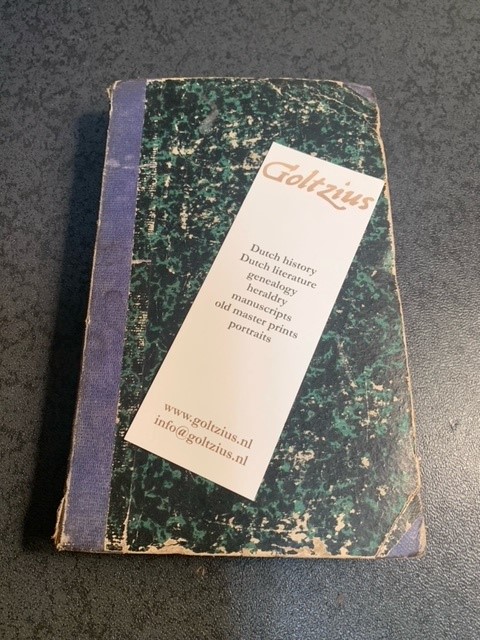 Goltzius
Dutch history
Dutch literature
genealogy
heraldry
manuscripts
old master prints
portraits
www.goltzius.nl
info@goltzius.nl